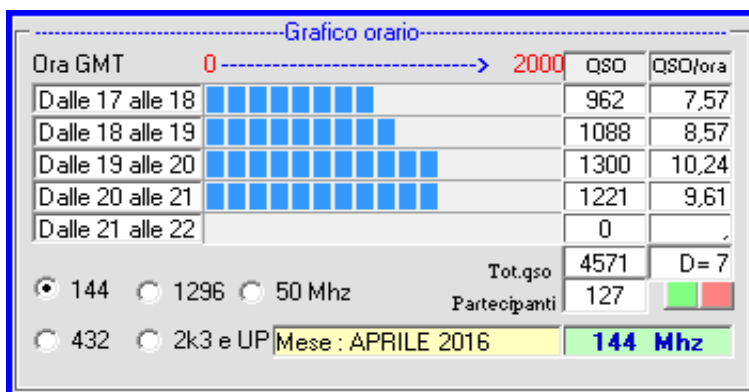 Grafico orario
Ora GMT 0 -----------------------------> 2000 QSO QSO/ora
Dalle 17 alle 18 962 7,57
Dalle 18 alle 19 1088 8,57
Dalle 19 alle 20 1300 10,24
Dalle 20 alle 21 1221 9,61
Dalle 21 alle 22 0 ,
Tot.qso 4571 D= 7
144 1296 50 Mhz Partecipanti 127
432 2k3 e UP Mese : APRILE 2016 144 Mhz